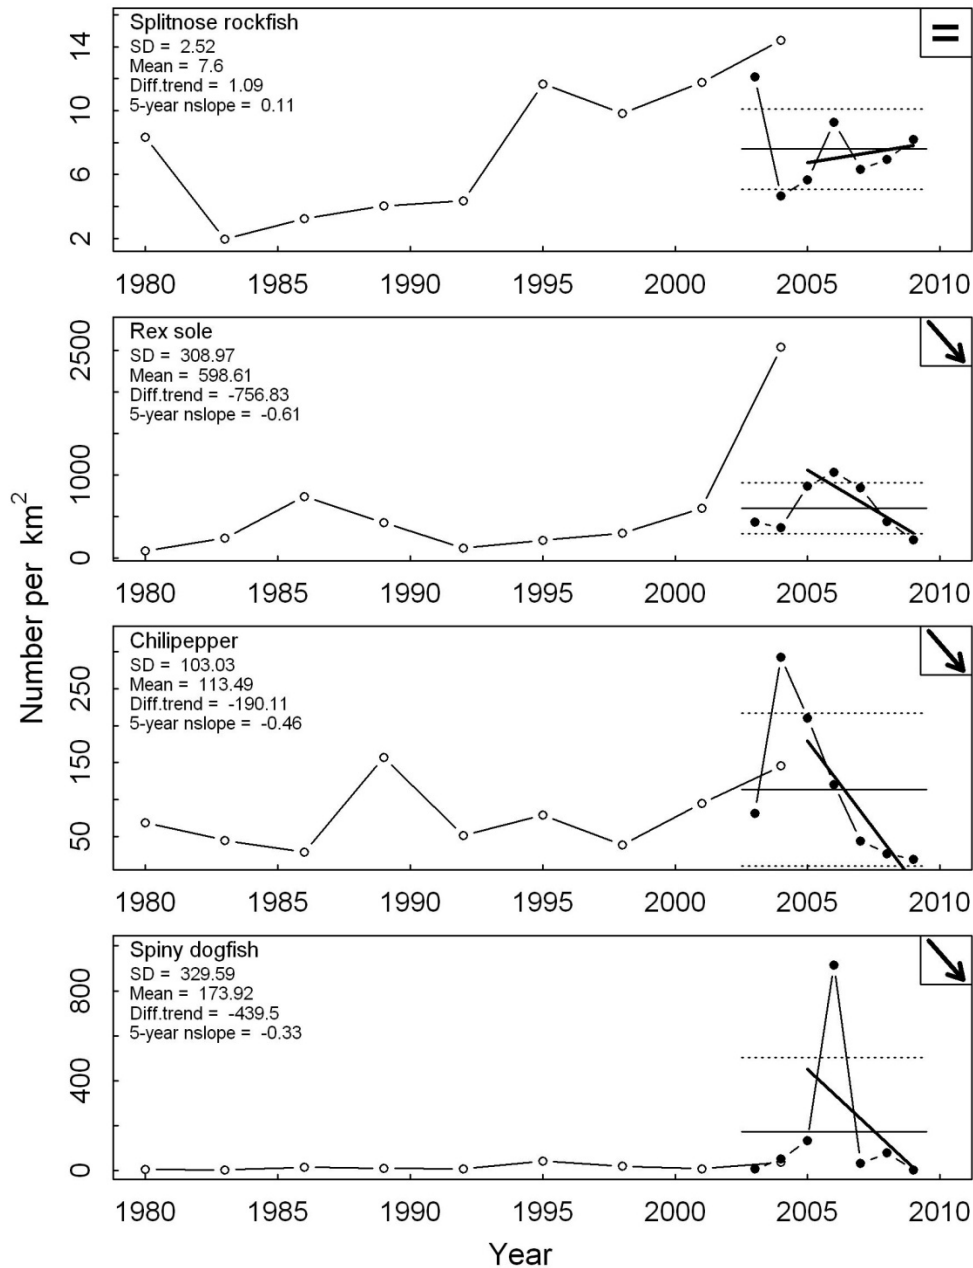 Splitnose rockfish
SD = 2.52
Mean = 7.6
Diff.trend = 1.09
5-year nslope = 0.11
=
14
10
6
2
1980 1985 1990 1995 2000 2005 2010
Rex sole
SD = 308.97
Mean = 598.61
Diff.trend = -756.83
5-year nslope = -0.61
2500
1000
0
1980 1985 1990 1995 2000 2005 2010
Number per km²
Chilipepper
SD = 103.03
Mean = 113.49
Diff.trend = -190.11
5-year nslope = -0.46
250
150
50
1980 1985 1990 1995 2000 2005 2010
Spiny dogfish
SD = 329.59
Mean = 173.92
Diff.trend = -439.5
5-year nslope = -0.33
800
400
0
1980 1985 1990 1995 2000 2005 2010
Year